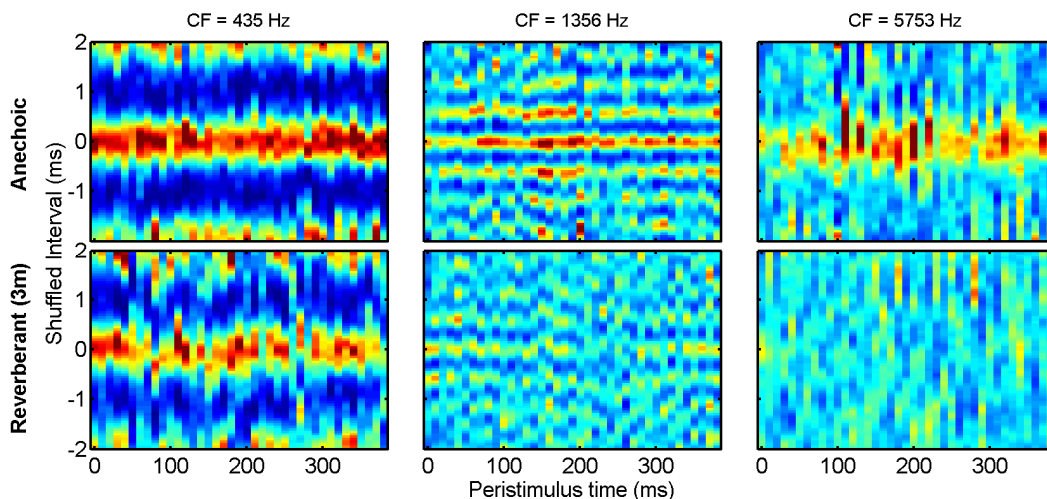 CF = 435 Hz CF = 1356 Hz CF = 5753 Hz
Anechoic
Reverberant (3m)
Shuffled Interval (ms)
2
1
0
-1
2
1
0
-1
-2
0 100 200 300 0 100 200 300 0 100 200 300
Peristimulus time (ms)